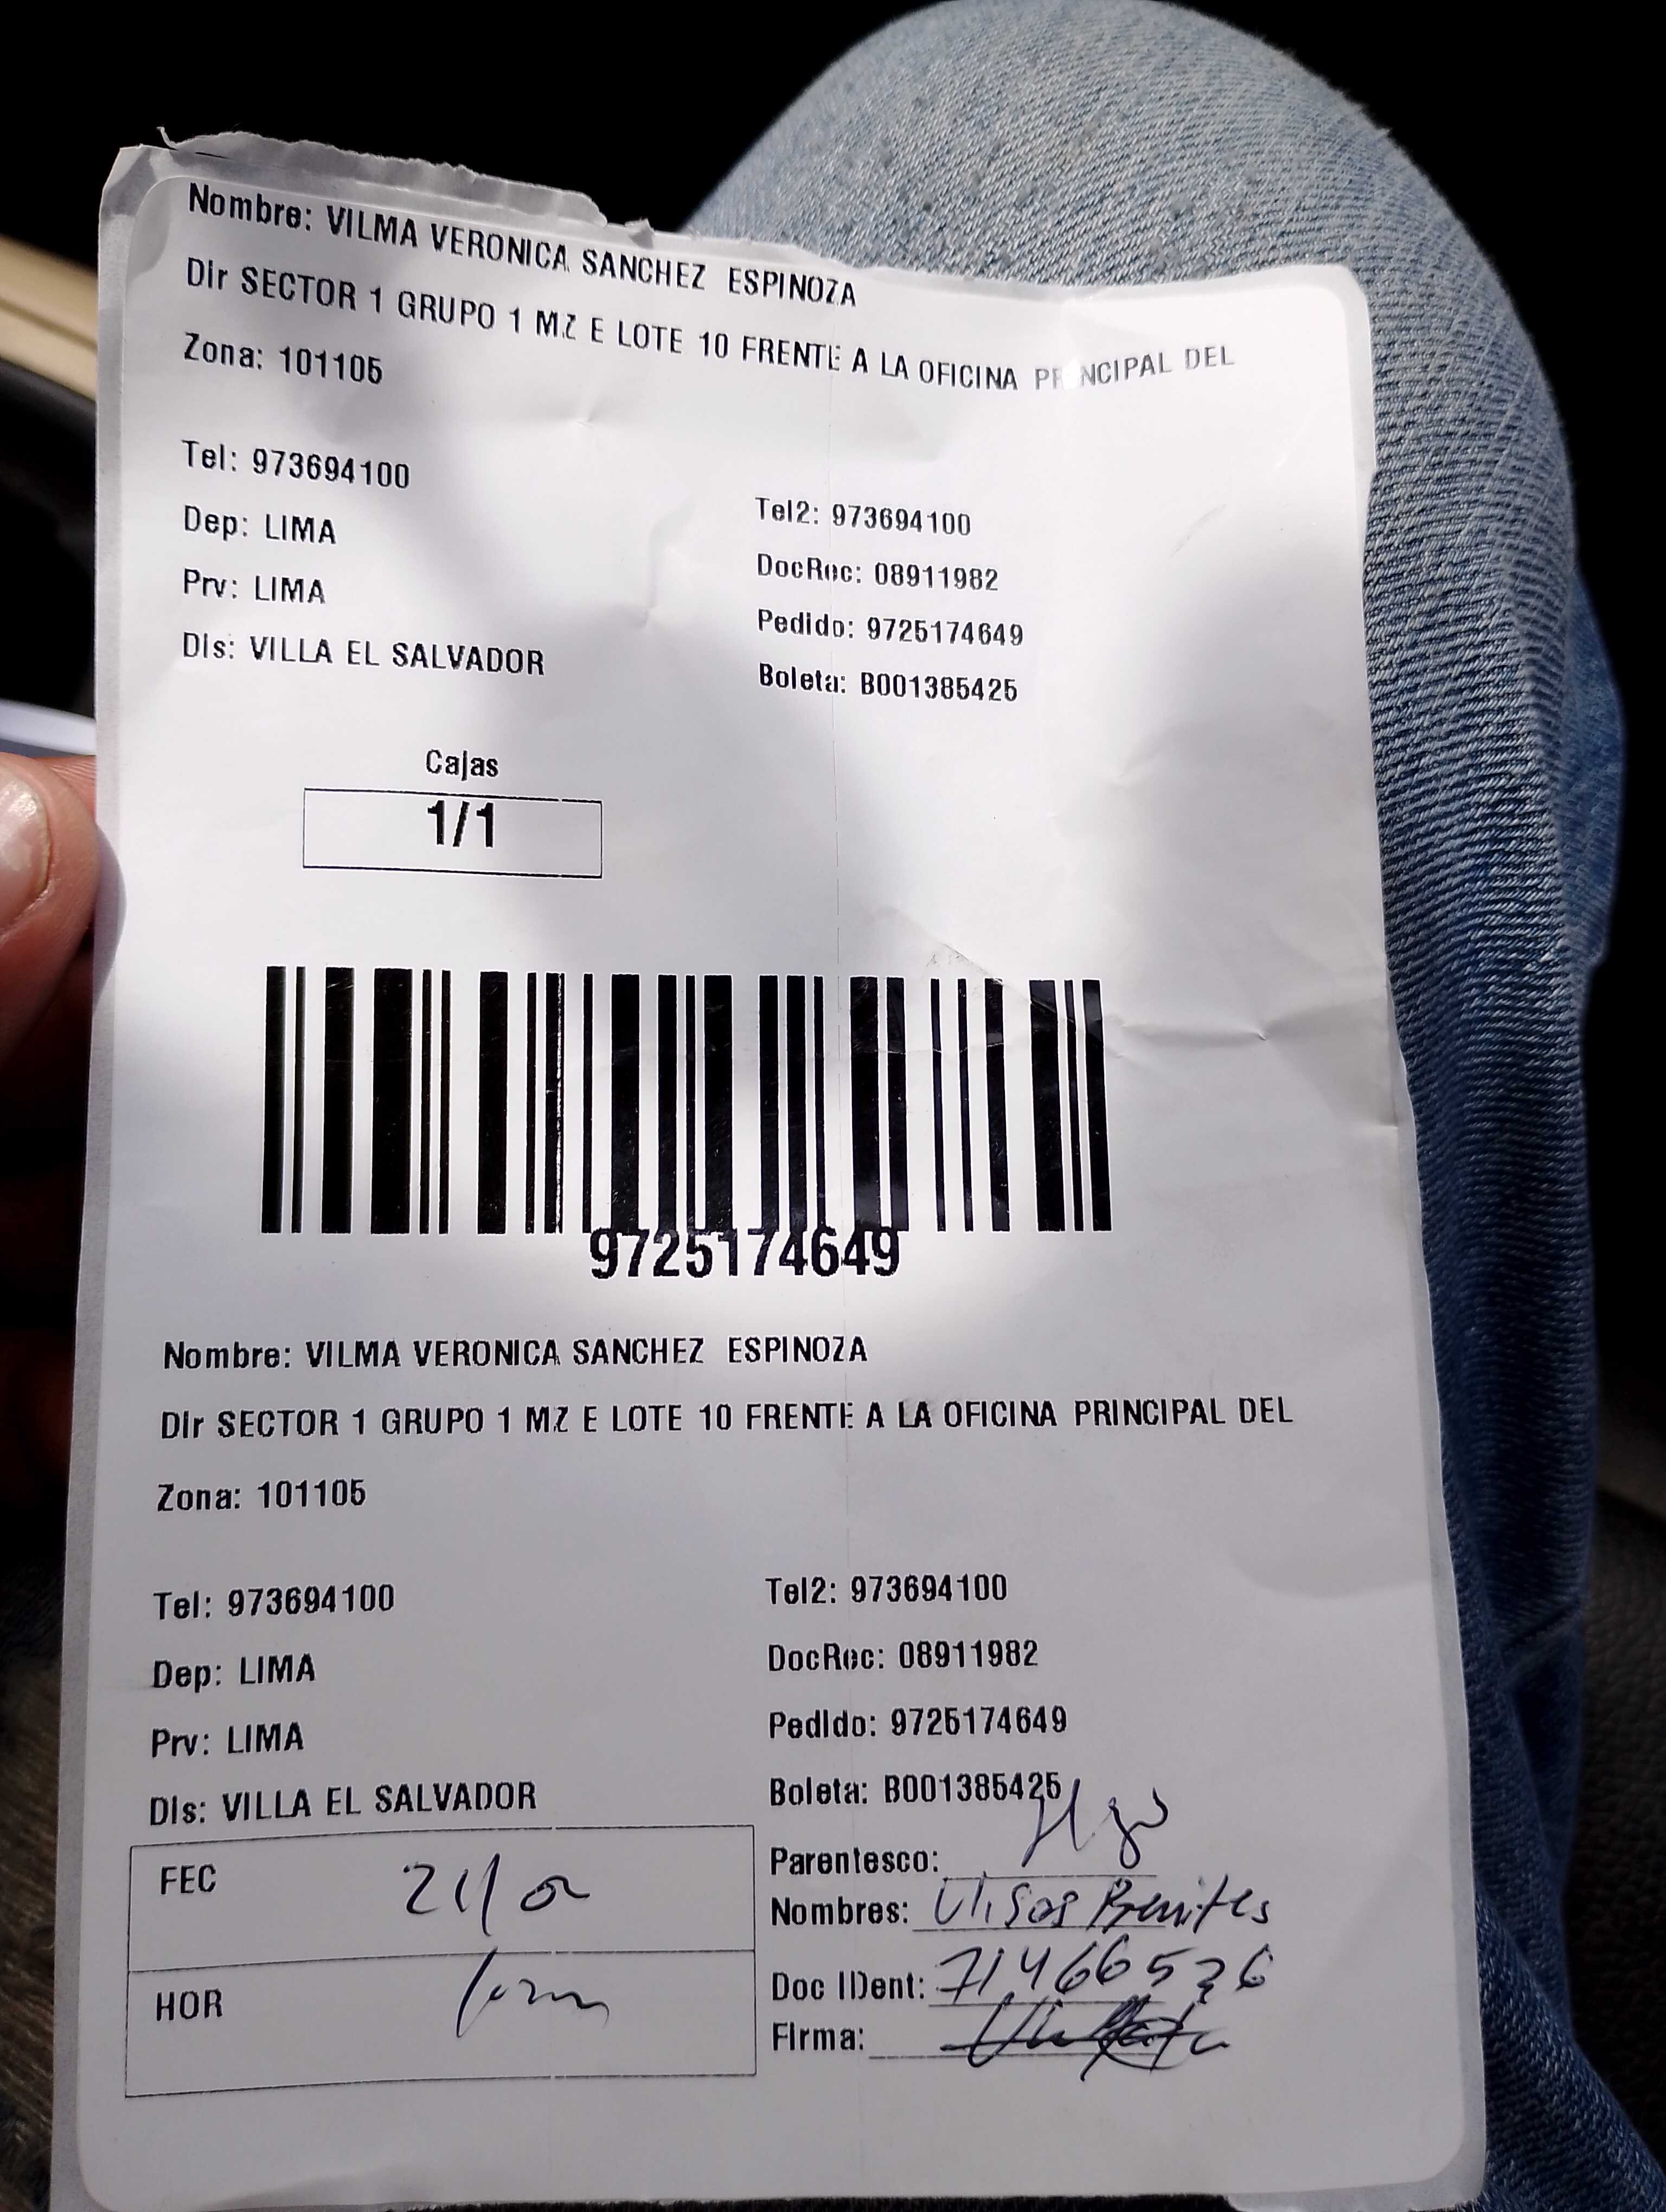 Nombre: VILMA VERONICA SANCHEZ ESPINOZA
Dir SECTOR 1 GRUPO 1 MZ E LOTE 10 FRENTE A LA OFICINA PRINCIPAL DEL
Zona: 101105
Tel: 973694100
Tel2: 973694100
Dep: LIMA
DocRec: 08911982
Prv: LIMA
Pedido: 9725174649
Dis: VILLA EL SALVADOR
Boleta: B001385425
Cajas
1/1
9725174649
Nombre: VILMA VERONICA SANCHEZ ESPINOZA
Dir SECTOR 1 GRUPO 1 MZ E LOTE 10 FRENTE A LA OFICINA PRINCIPAL DEL
Zona: 101105
Tel: 973694100
Tel2: 973694100
Dep: LIMA
DocRec: 08911982
Prv: LIMA
Pedido: 9725174649
Dis: VILLA EL SALVADOR
Boleta: B001385425
FEC
Parentesco:
Nombres:
HOR
Doc IDent: 71466526
Firma: